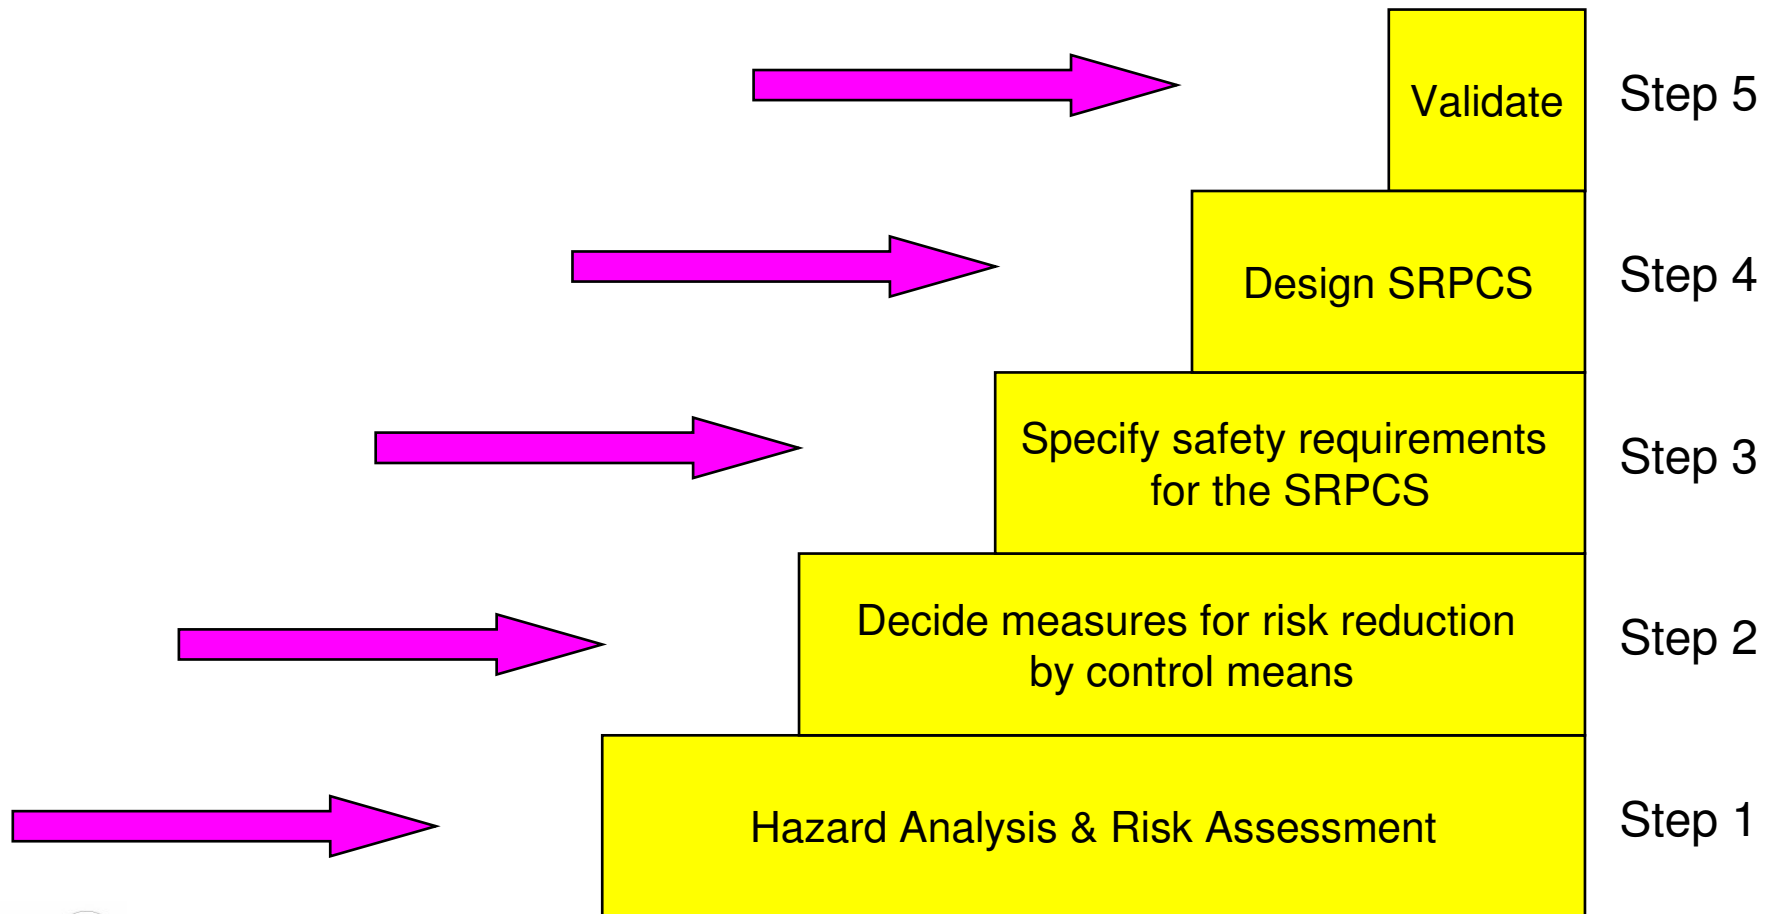 Validate
Step 5
Design SRPCS
Step 4
Specify safety requirements
for the SRPCS
Step 3
Decide measures for risk reduction
by control means
Step 2
Hazard Analysis & Risk Assessment
Step 1